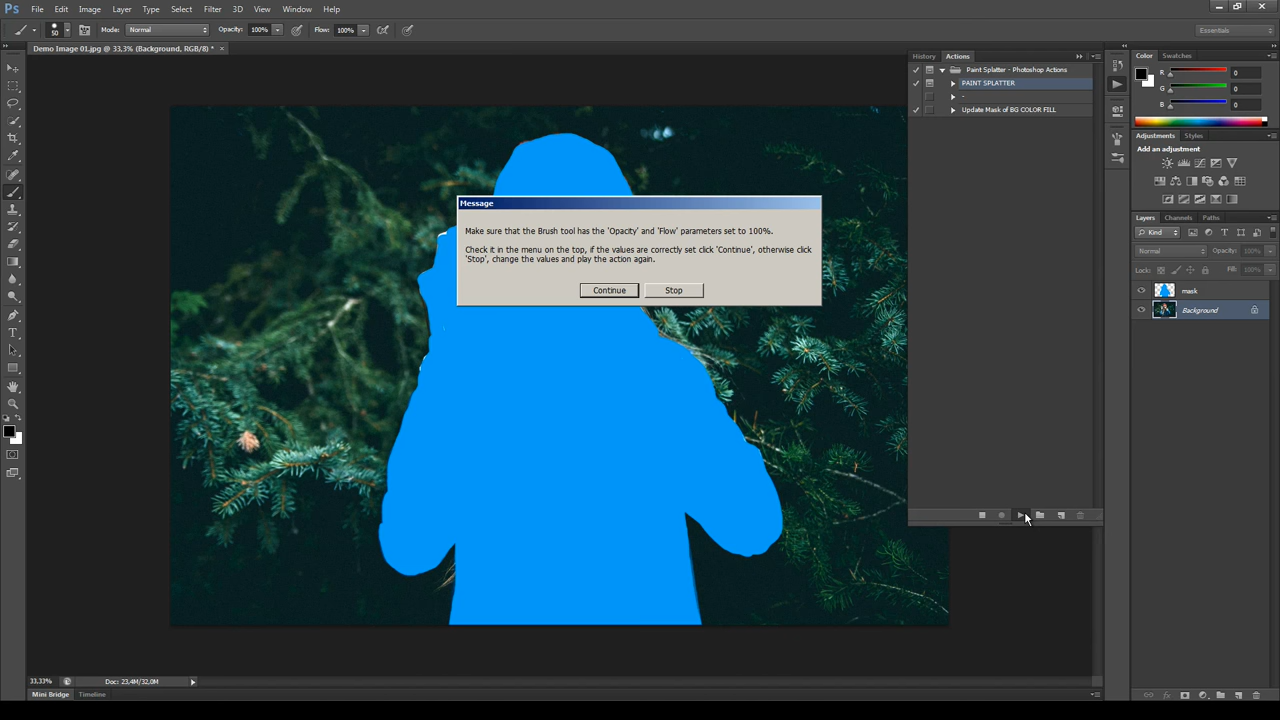 Ps File Edit Image Layer Type Select Filter 3D View Window Help
50 Mode: Normal Opacity: 100% Flow: 100% Essentials
Demo Image 01.jpg @ 33,3% (Background, RGB/8) * ×
History Actions
Paint Splatter - Photoshop Actions
PAINT SPLATTER
-
Update Mask of BG COLOR FILL
Message
Make sure that the Brush tool has the 'Opacity' and 'Flow' parameters set to 100%.
Check it in the menu on the top, if the values are correctly set click 'Continue', otherwise click
'Stop', change the values and play the action again.
Continue Stop
Color Swatches
R 0
G 0
B 0
Adjustments Styles
Add an adjustment
Layers Channels Paths
Kind
Normal Opacity: 100%
Lock: Fill: 100%
mask
Background
33,33% Doc: 23,4M/32,0M
Mini Bridge Timeline